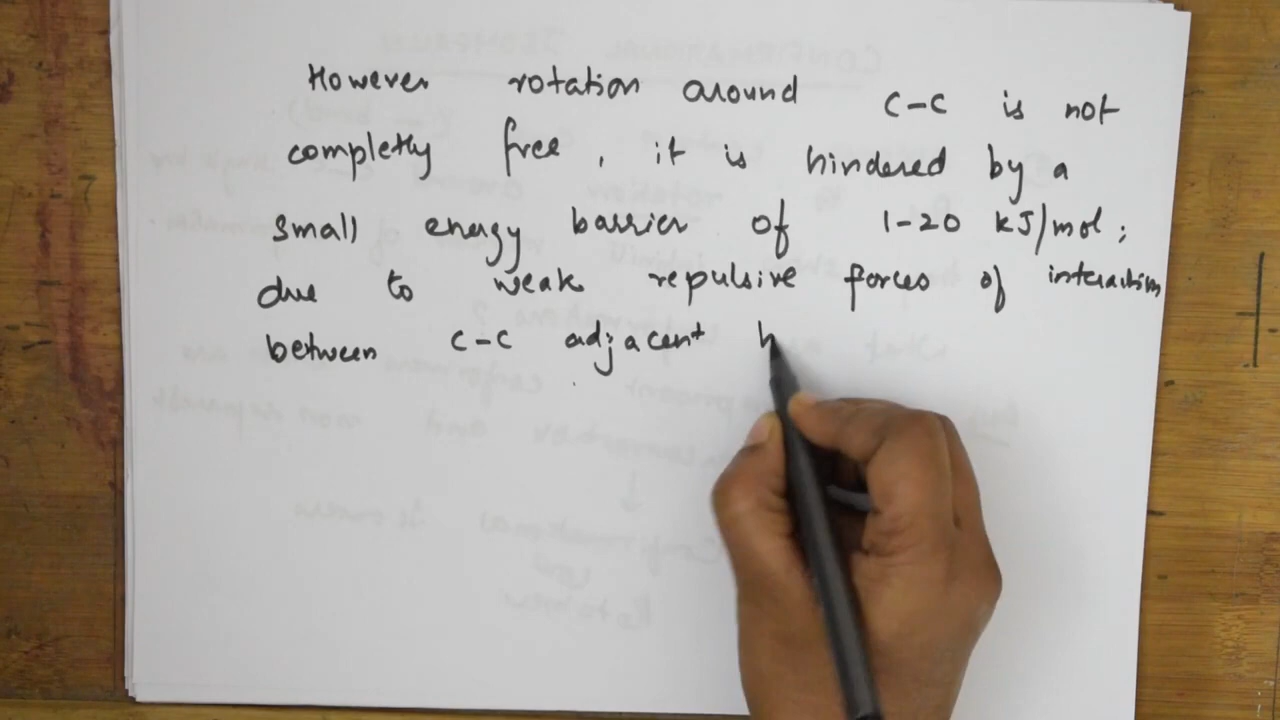 However rotation around C-C is not
completly free, it is hindered by a
small energy barrier of 1-20 kJ/mol;
due to weak repulsive forces of interaction
between C-C adjacent